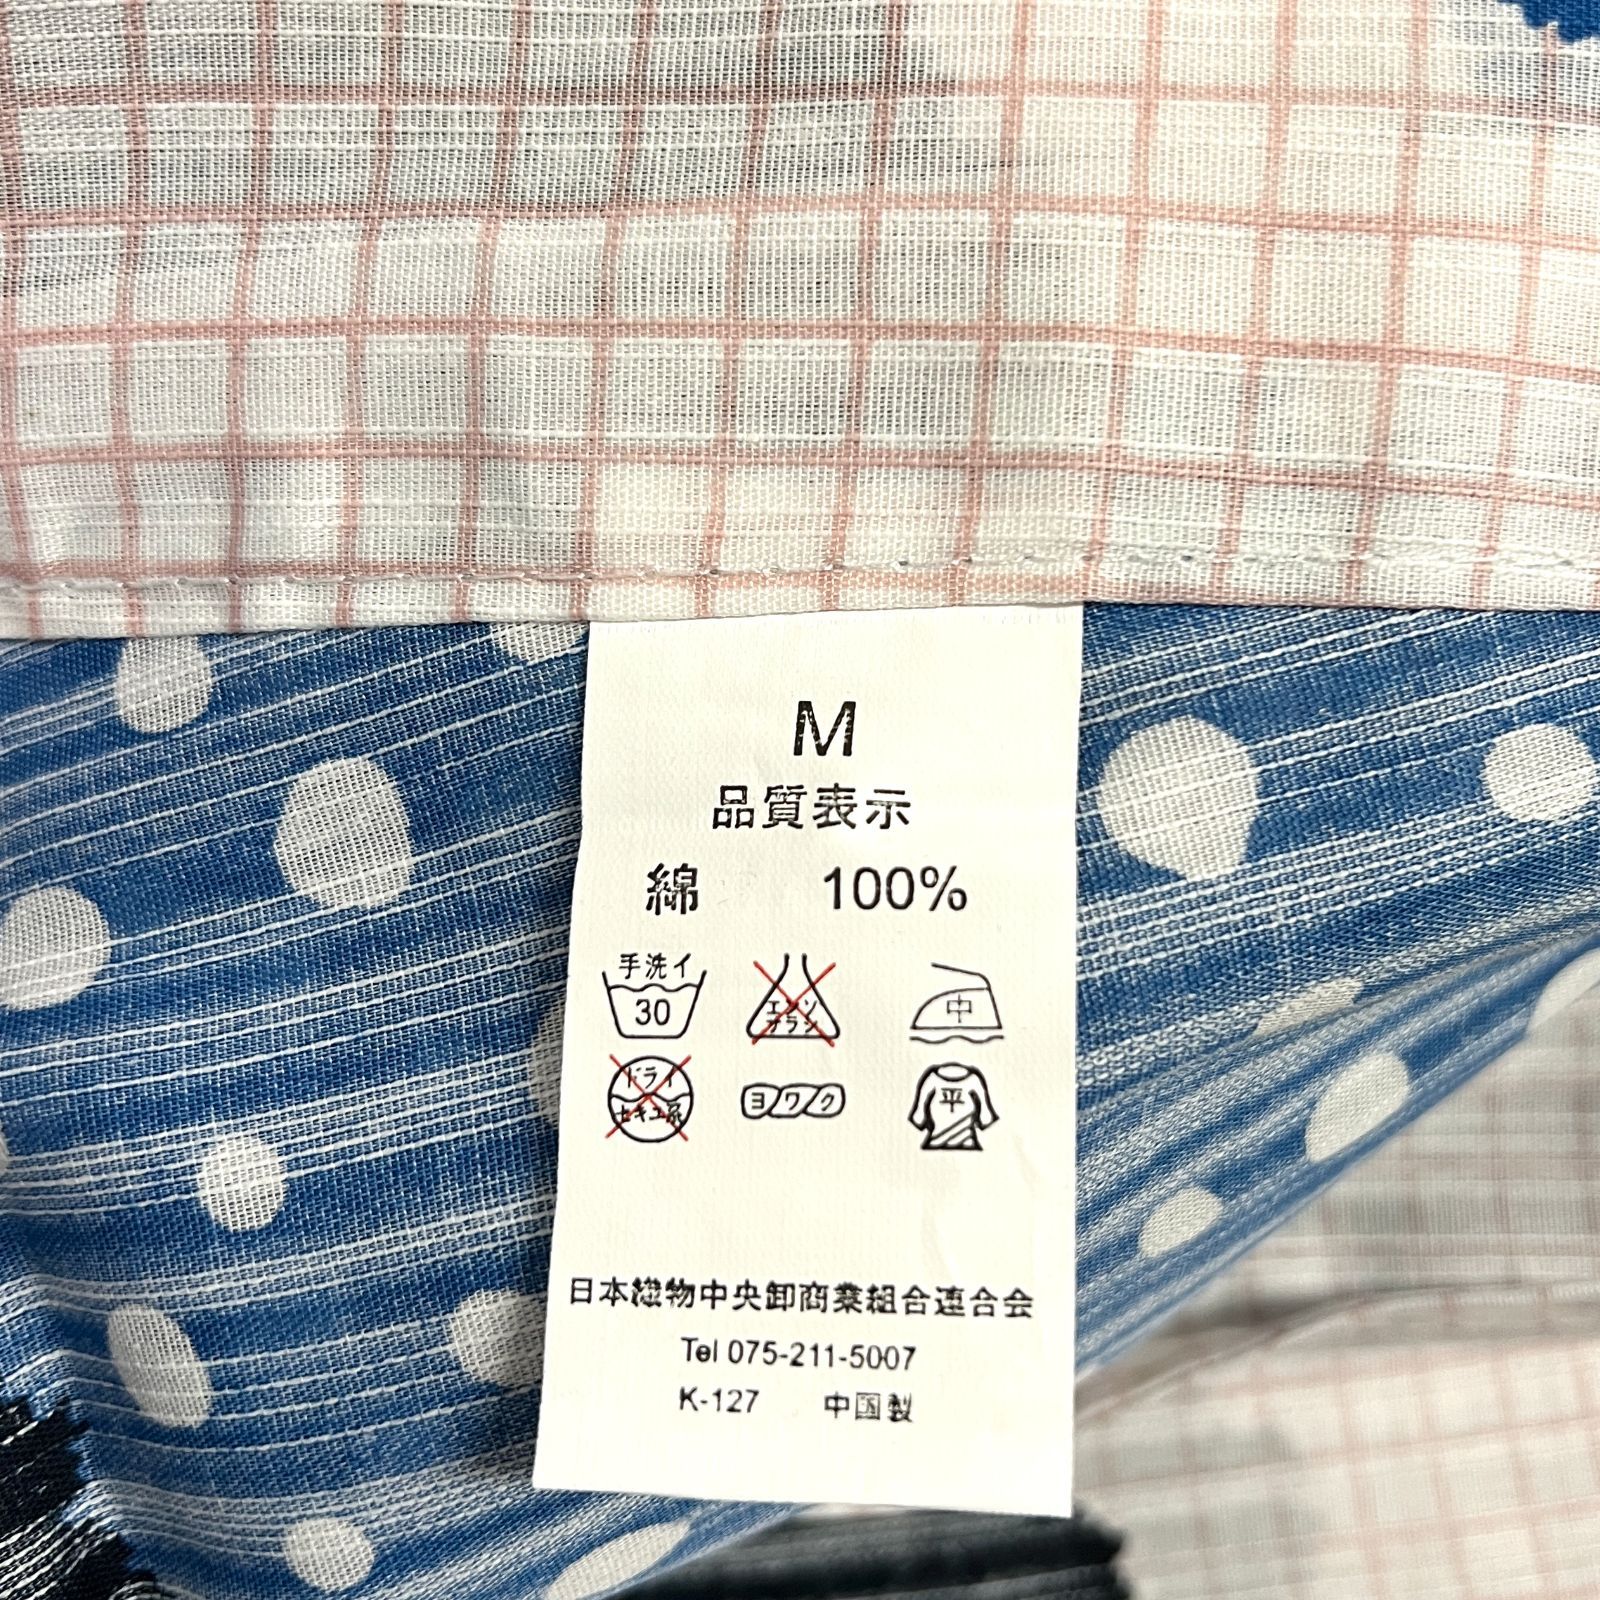 M
品質表示
綿 100%
手洗イ
30
エンソ
サラシ
中
ドライ
セキユ系
ヨワク
平
日本織物中央卸商業組合連合会
Tel 075-211-5007
K-127 中国製